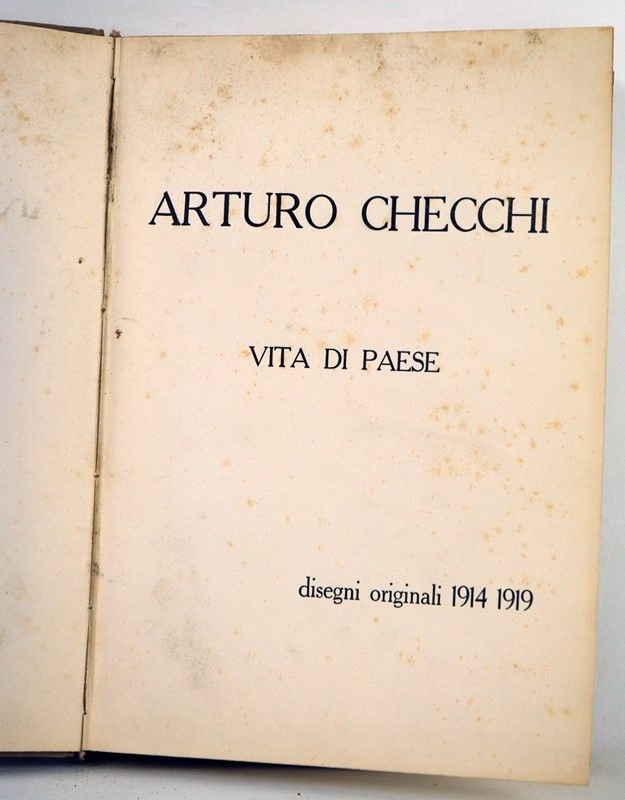 ARTURO CHECCHI
VITA DI PAESE
disegni originali 1914 1919